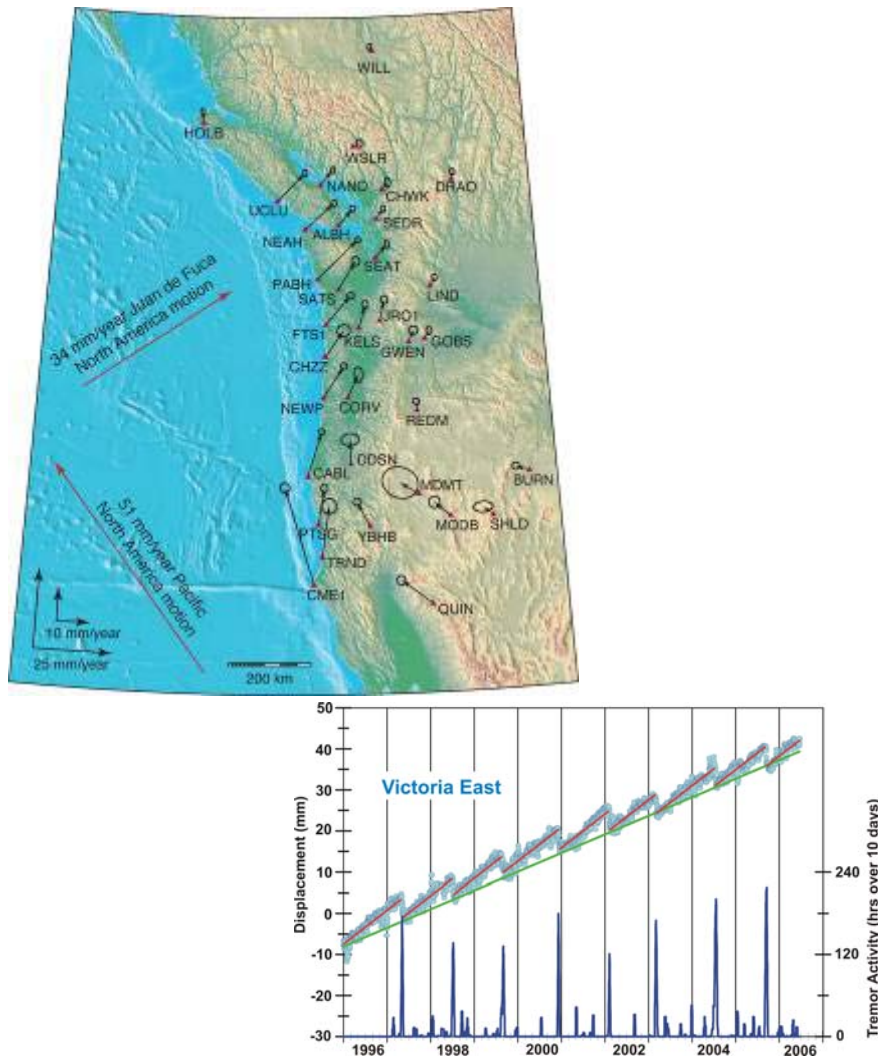 WILL
HOLB
WSLR
NANO
CHWK
DRAO
UCLU
ALBH
SEDR
NEAH
SEAT
PABH
SATS
LIND
34 mm/year Juan de Fuca
North America motion
FTS1
JRO1
KELS
GWEN
GOBS
CHZZ
NEWP
CORV
REDM
DDSN
CABL
MDMT
BURN
51 mm/year Pacific
North America motion
PTSG
YBHB
MODB
SHLD
TRND
CME1
QUIN
10 mm/year
25 mm/year
200 km
50
40
30
20
10
0
-10
-20
-30
Displacement (mm)
Victoria East
240
120
0
Tremor Activity (hrs over 10 days)
1996
1998
2000
2002
2004
2006